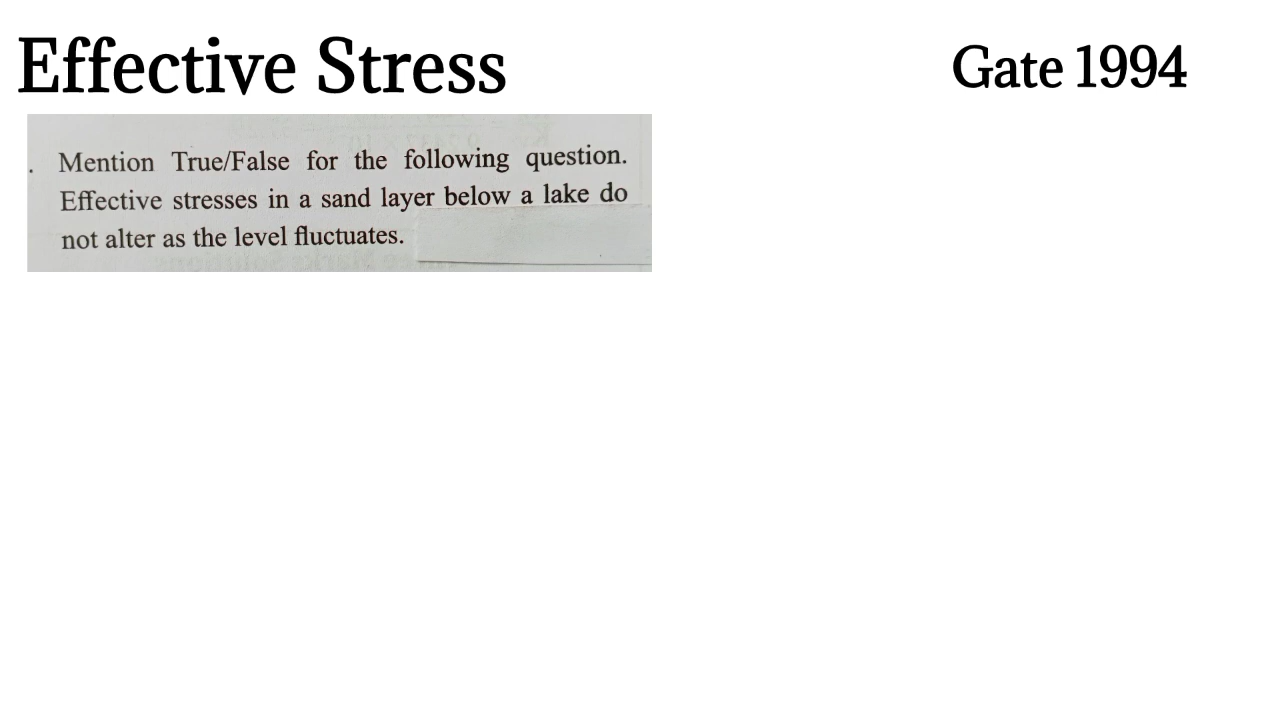 Effective Stress
Gate 1994
. Mention True/False for the following question.
Effective stresses in a sand layer below a lake do
not alter as the level fluctuates.